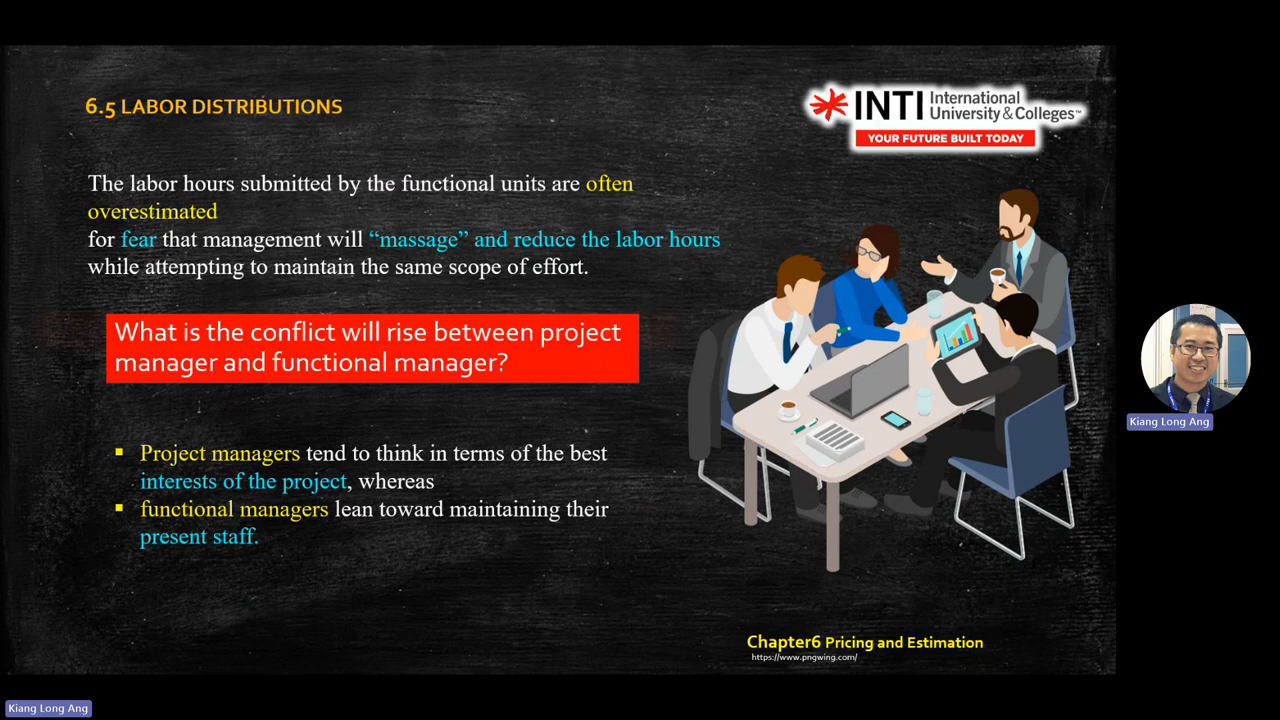 6.5 LABOR DISTRIBUTIONS
INTI International
University & Colleges™
YOUR FUTURE BUILT TODAY
The labor hours submitted by the functional units are often
overestimated
for fear that management will “massage” and reduce the labor hours
while attempting to maintain the same scope of effort.
What is the conflict will rise between project
manager and functional manager?
▪ Project managers tend to think in terms of the best
interests of the project, whereas
▪ functional managers lean toward maintaining their
present staff.
Kiang Long Ang
Chapter6 Pricing and Estimation
https://www.pngwing.com/
Kiang Long Ang